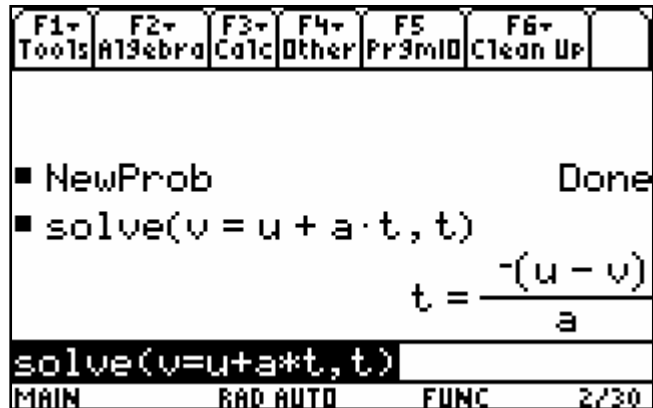 F1▾ F2▾ F3▾ F4▾ F5 F6▾
Tools Algebra Calc Other PrgmIO Clean Up
▪ NewProb Done
▪ solve(v = u + a·t, t)
t = ⁻(u − v)/a
solve(v=u+a*t,t)
MAIN RAD AUTO FUNC 2/30